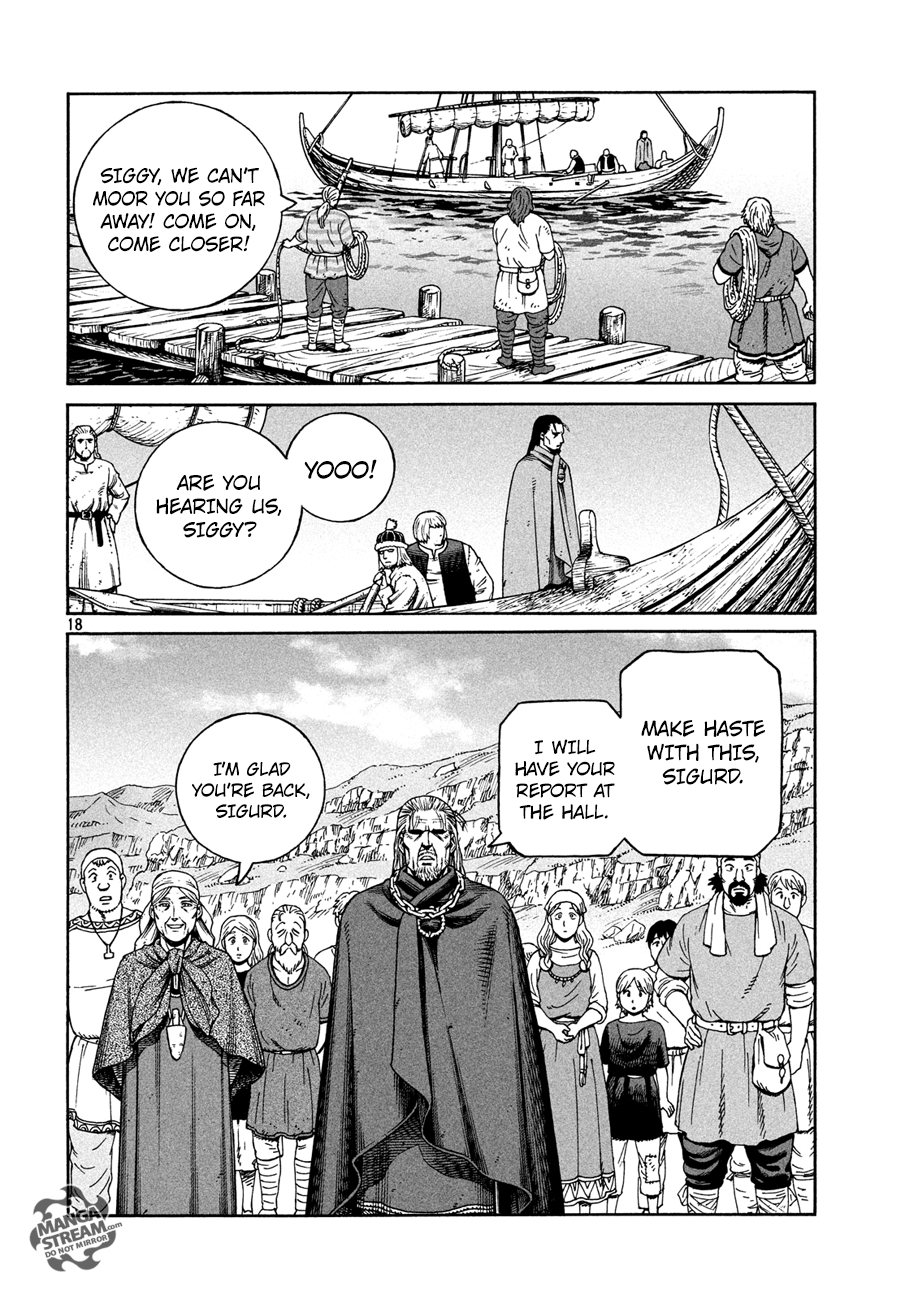 SIGGY, WE CAN'T
MOOR YOU SO FAR
AWAY! COME ON,
COME CLOSER!
YOOO!
ARE YOU
HEARING US,
SIGGY?
18
MAKE HASTE
WITH THIS,
SIGURD.
I WILL
HAVE YOUR
REPORT AT
THE HALL.
I'M GLAD
YOU'RE BACK,
SIGURD.
MANGA
STREAM.com
DO NOT MIRROR!